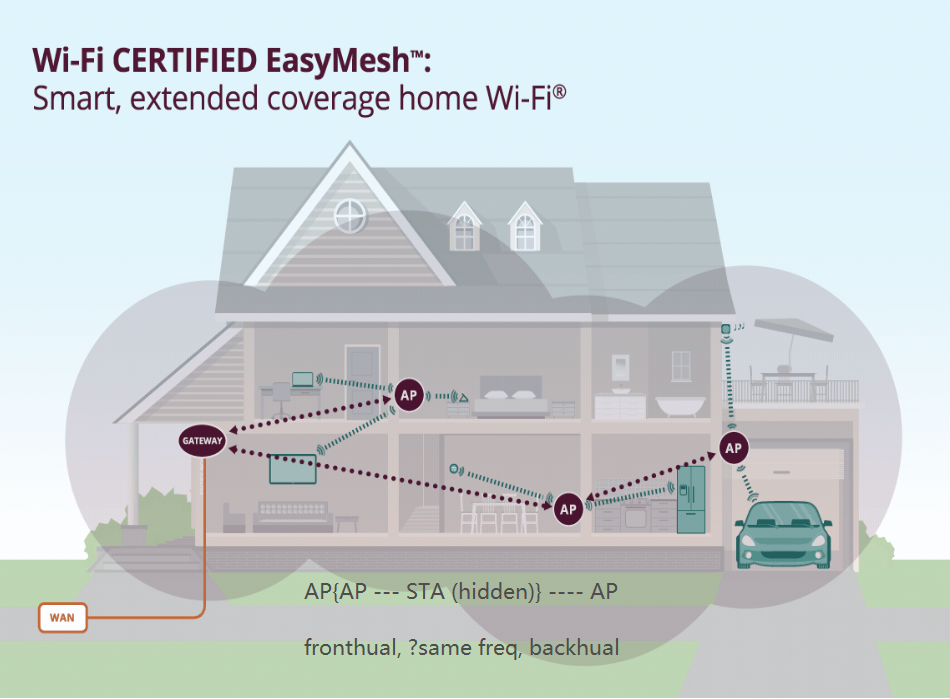 Wi-Fi CERTIFIED EasyMesh™:
Smart, extended coverage home Wi-Fi®
AP
GATEWAY
AP
AP
WAN
AP{AP --- STA (hidden)} ---- AP
fronthual, ?same freq, backhual